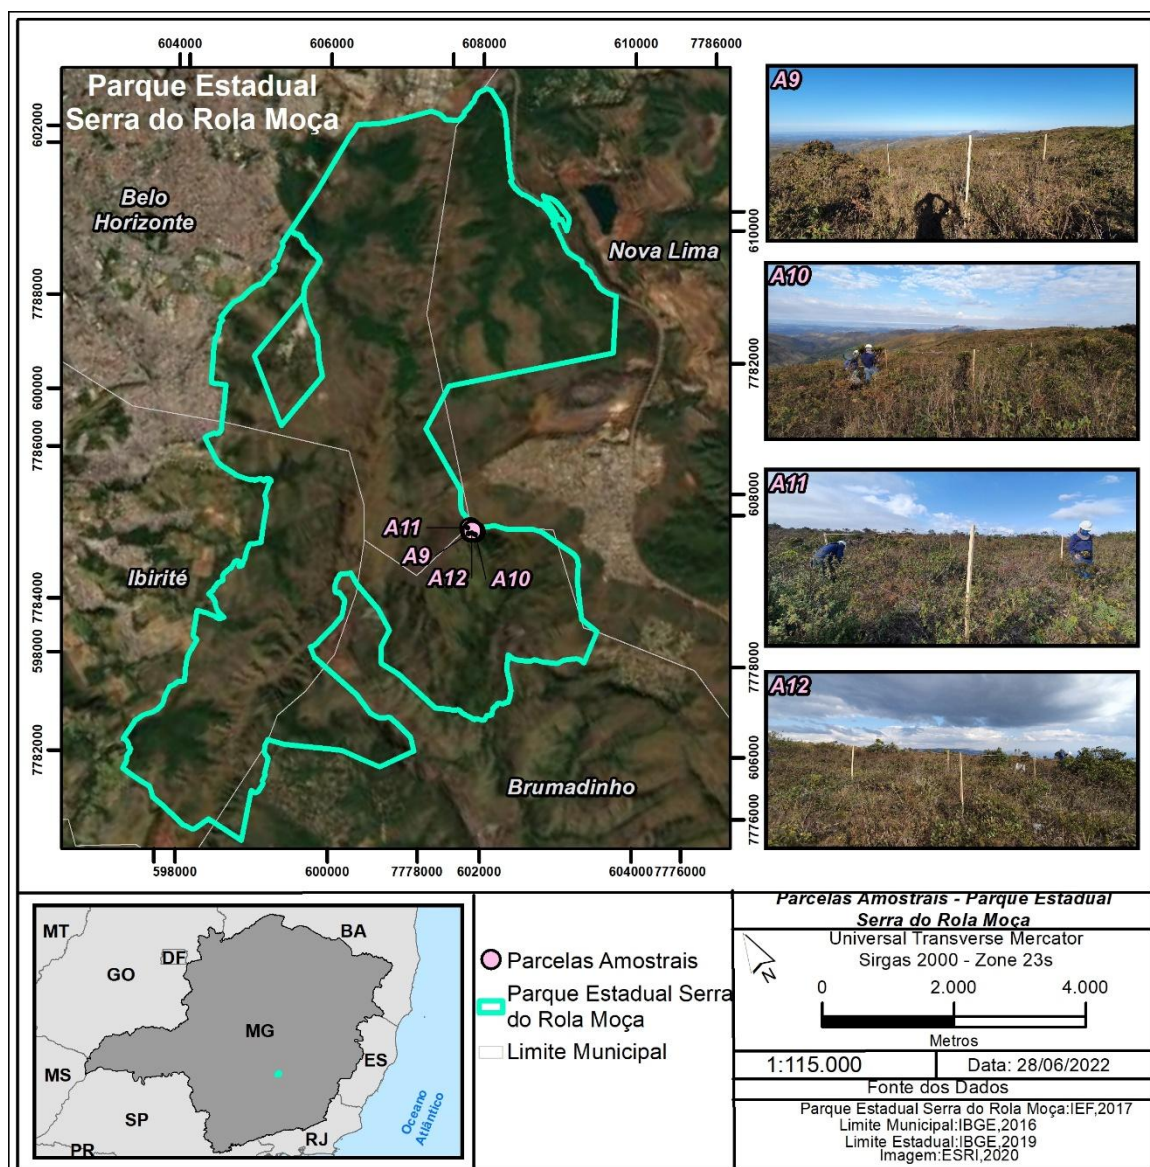 604000
606000
608000
610000
7786000
Parque Estadual
Serra do Rola Moça
602000
7788000
600000
7786000
7784000
598000
7782000
Belo
Horizonte
Nova Lima
Ibirité
A11
A9
A12
A10
Brumadinho
610000
7782000
608000
7778000
606000
7776000
598000
600000
7778000
602000
604000
7776000
A9
A10
A11
A12
MT
BA
DF
GO
MG
ES
MS
SP
RJ
PR
Oceano
Atlântico
Parcelas Amostrais
Parque Estadual Serra
do Rola Moça
Limite Municipal
Parcelas Amostrais - Parque Estadual
Serra do Rola Moça
Universal Transverse Mercator
Sirgas 2000 - Zone 23s
N
0 2.000 4.000
Metros
1:115.000
Data: 28/06/2022
Fonte dos Dados
Parque Estadual Serra do Rola Moça:IEF,2017
Limite Municipal:IBGE,2016
Limite Estadual:IBGE,2019
Imagem:ESRI,2020